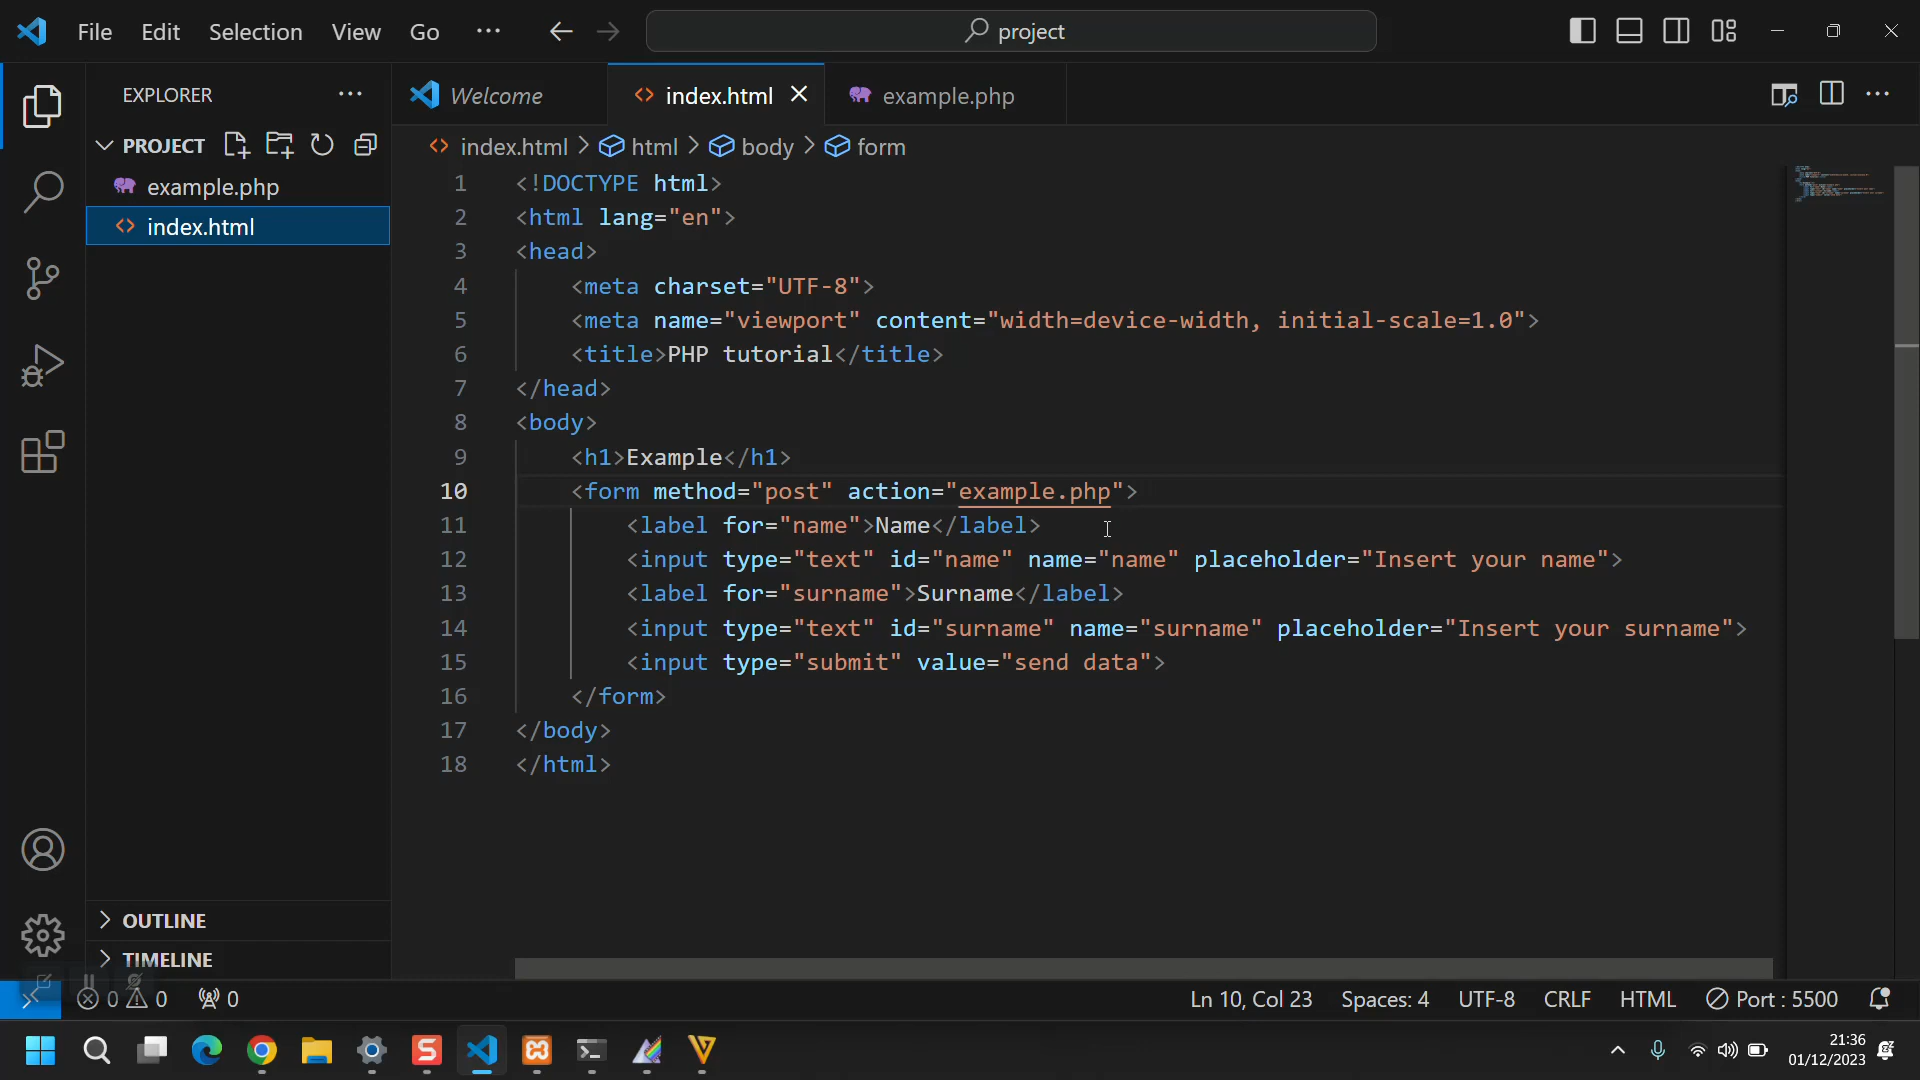 File Edit Selection View Go ... project
EXPLORER ...
Welcome index.html example.php ...
PROJECT
example.php
index.html
index.html > html > body > form
1 <!DOCTYPE html>
2 <html lang="en">
3 <head>
4 <meta charset="UTF-8">
5 <meta name="viewport" content="width=device-width, initial-scale=1.0">
6 <title>PHP tutorial</title>
7 </head>
8 <body>
9 <h1>Example</h1>
10 <form method="post" action="example.php">
11 <label for="name">Name</label>
12 <input type="text" id="name" name="name" placeholder="Insert your name">
13 <label for="surname">Surname</label>
14 <input type="text" id="surname" name="surname" placeholder="Insert your surname">
15 <input type="submit" value="send data">
16 </form>
17 </body>
18 </html>
OUTLINE
TIMELINE
0 0 0 Ln 10, Col 23 Spaces: 4 UTF-8 CRLF HTML Port : 5500
21:36
01/12/2023